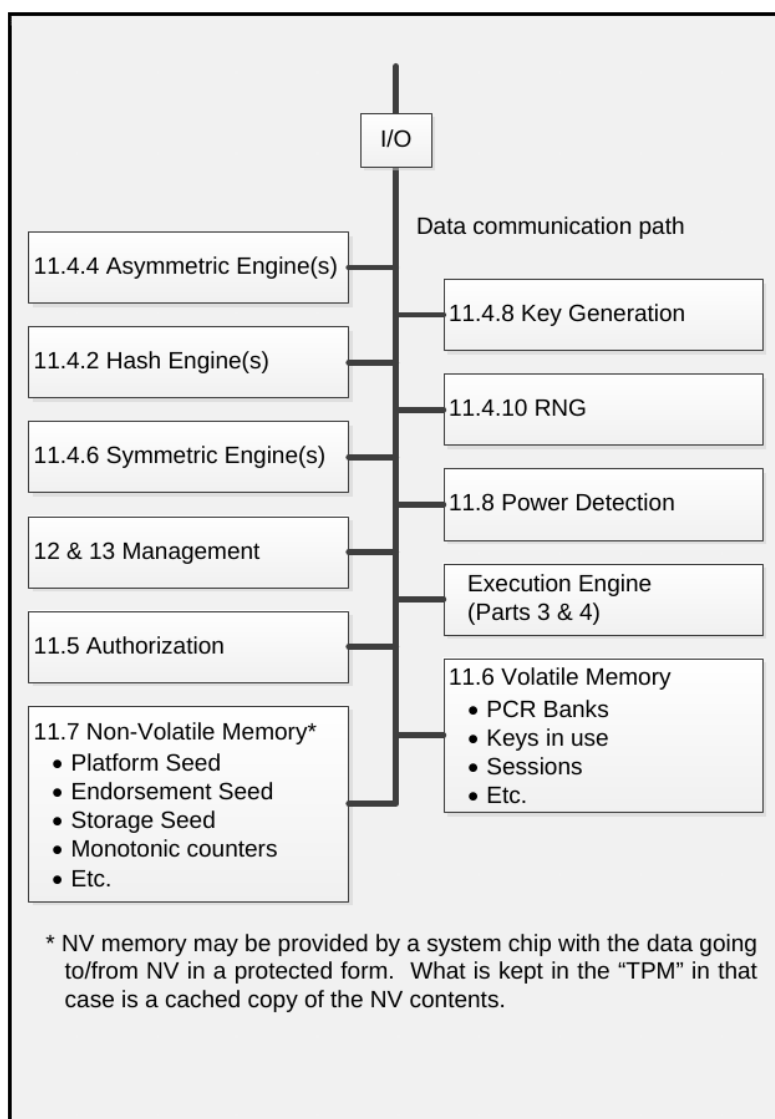 I/O
Data communication path
11.4.4 Asymmetric Engine(s)
11.4.8 Key Generation
11.4.2 Hash Engine(s)
11.4.10 RNG
11.4.6 Symmetric Engine(s)
11.8 Power Detection
12 & 13 Management
Execution Engine
(Parts 3 & 4)
11.5 Authorization
11.6 Volatile Memory
• PCR Banks
• Keys in use
• Sessions
• Etc.
11.7 Non-Volatile Memory*
• Platform Seed
• Endorsement Seed
• Storage Seed
• Monotonic counters
• Etc.
* NV memory may be provided by a system chip with the data going
to/from NV in a protected form.  What is kept in the “TPM” in that
case is a cached copy of the NV contents.